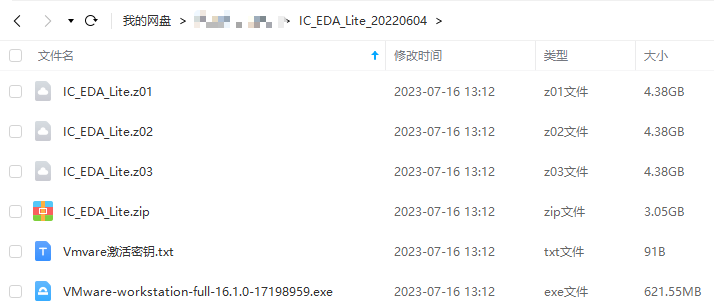 我的网盘 > > IC_EDA_Lite_20220604 >
文件名 修改时间 类型 大小
IC_EDA_Lite.z01 2023-07-16 13:12 z01文件 4.38GB
IC_EDA_Lite.z02 2023-07-16 13:12 z02文件 4.38GB
IC_EDA_Lite.z03 2023-07-16 13:12 z03文件 4.38GB
IC_EDA_Lite.zip 2023-07-16 13:12 zip文件 3.05GB
Vmvare激活密钥.txt 2023-07-16 13:12 txt文件 91B
VMware-workstation-full-16.1.0-17198959.exe 2023-07-16 13:12 exe文件 621.55MB